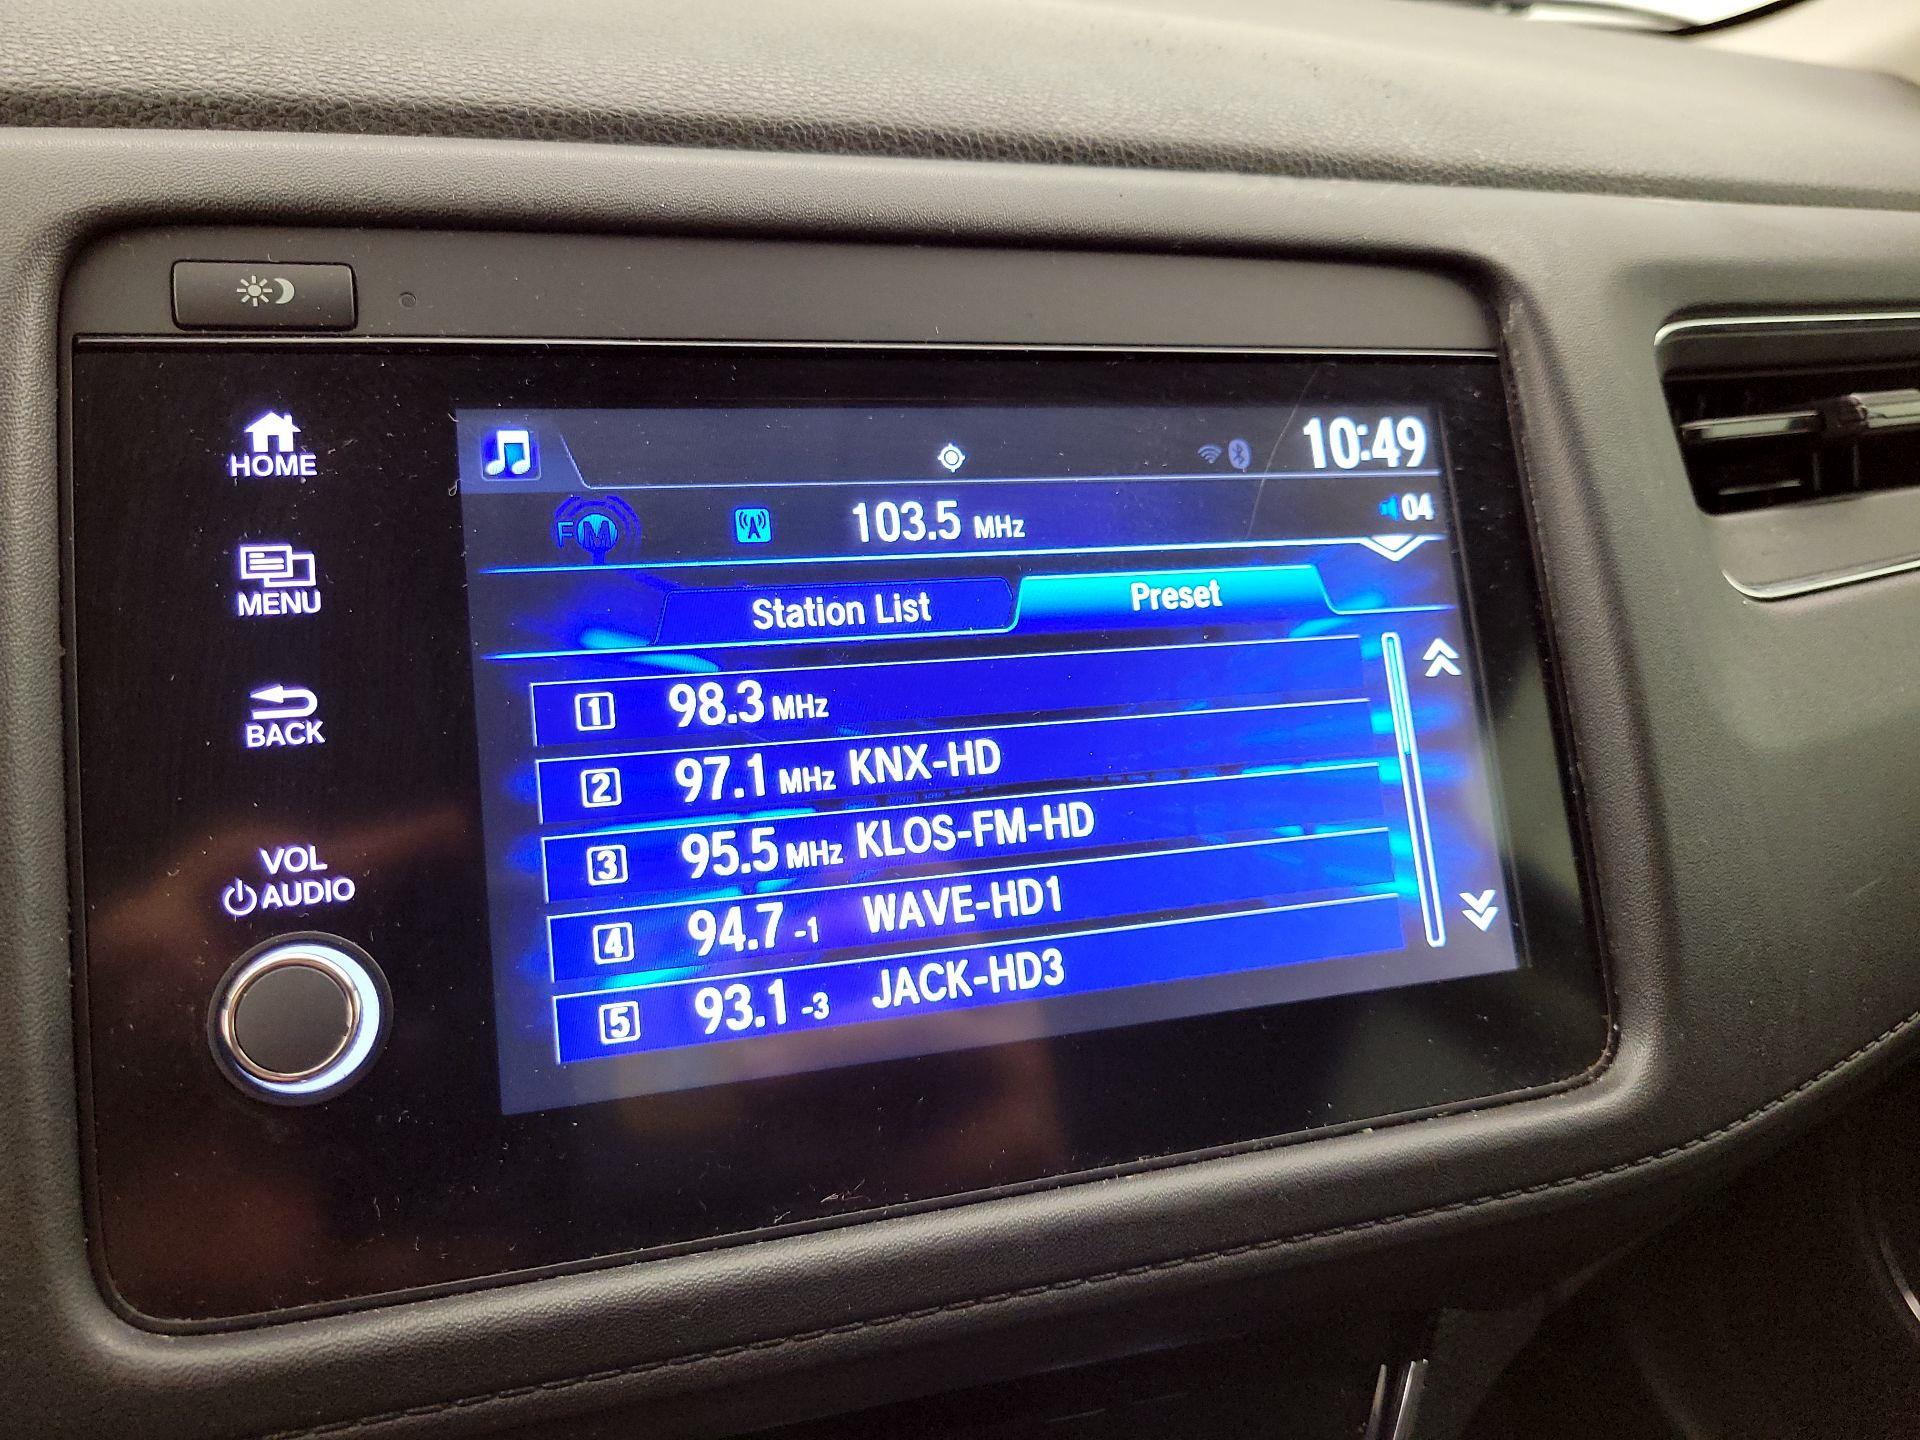 HOME
MENU
BACK
VOL
AUDIO
10:49
FM
103.5 MHz
04
Station List
Preset
1 98.3 MHz
2 97.1 MHz KNX-HD
3 95.5 MHz KLOS-FM-HD
4 94.7-1 WAVE-HD1
5 93.1-3 JACK-HD3